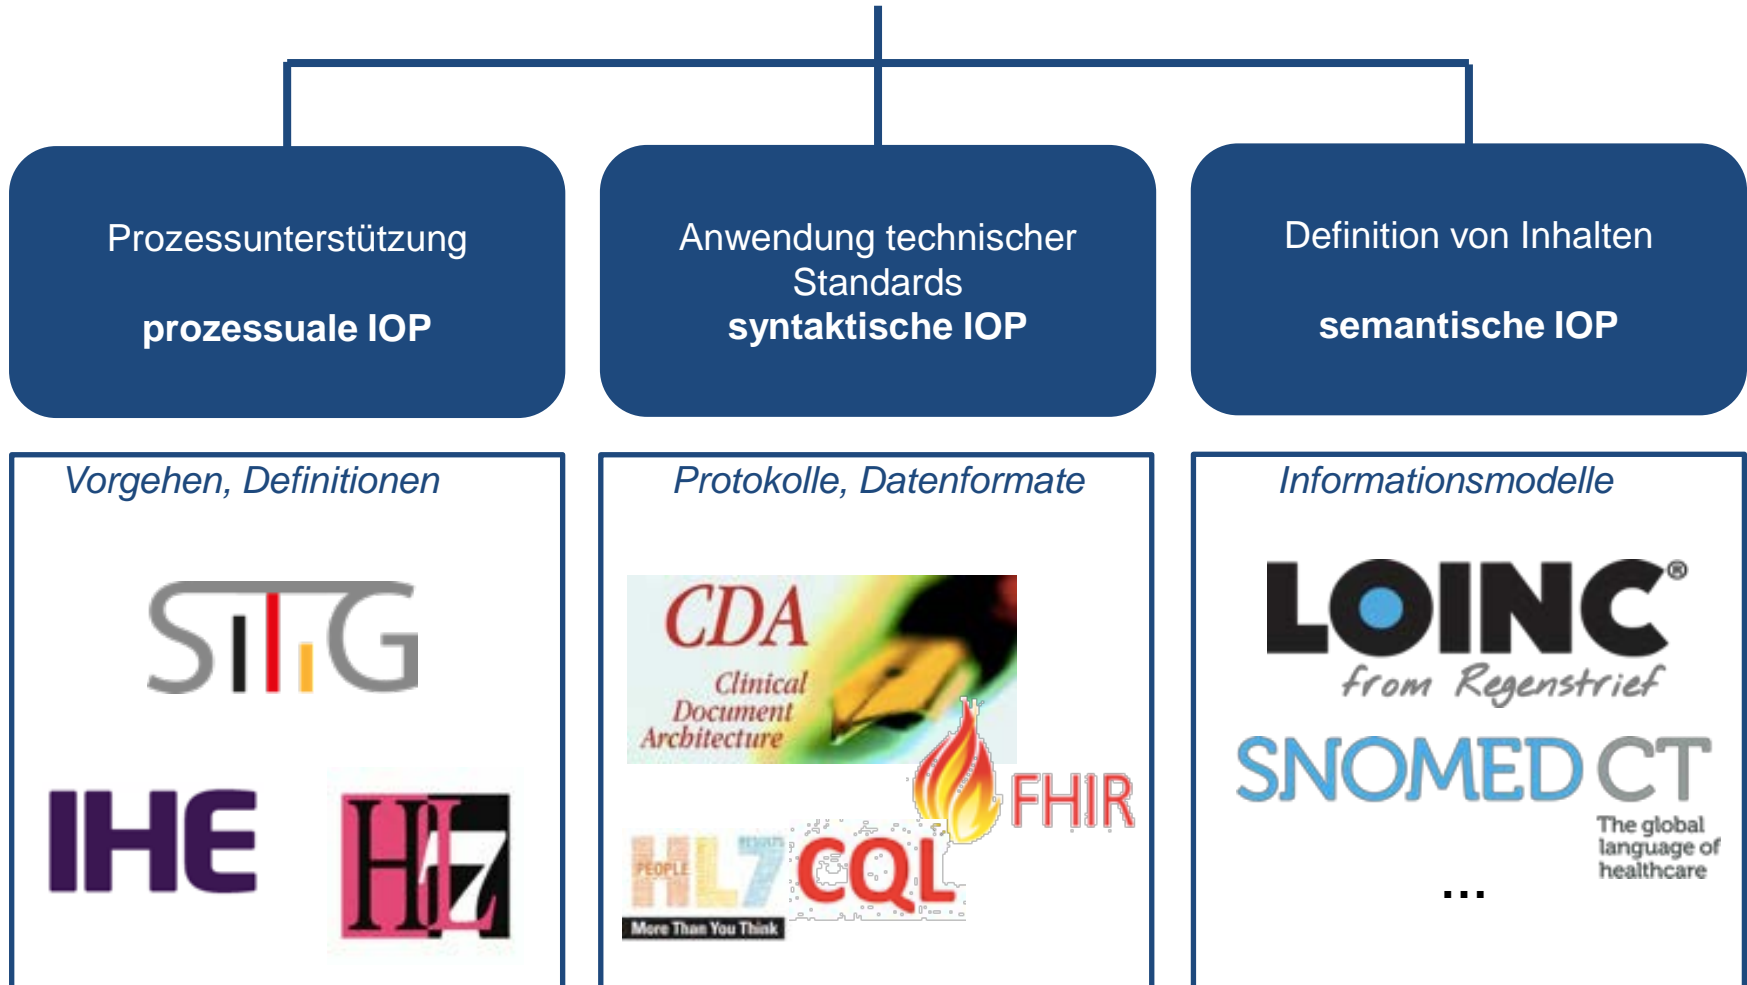 Prozessunterstützung
prozessuale IOP
Anwendung technischer
Standards
syntaktische IOP
Definition von Inhalten
semantische IOP
Vorgehen, Definitionen
SITiG
IHE
HL7
Protokolle, Datenformate
CDA
Clinical
Document
Architecture
FHIR
PEOPLE
HL7
RESULTS
More Than You Think
CQL
Informationsmodelle
LOINC®
from Regenstrief
SNOMED CT
The global
language of
healthcare
...